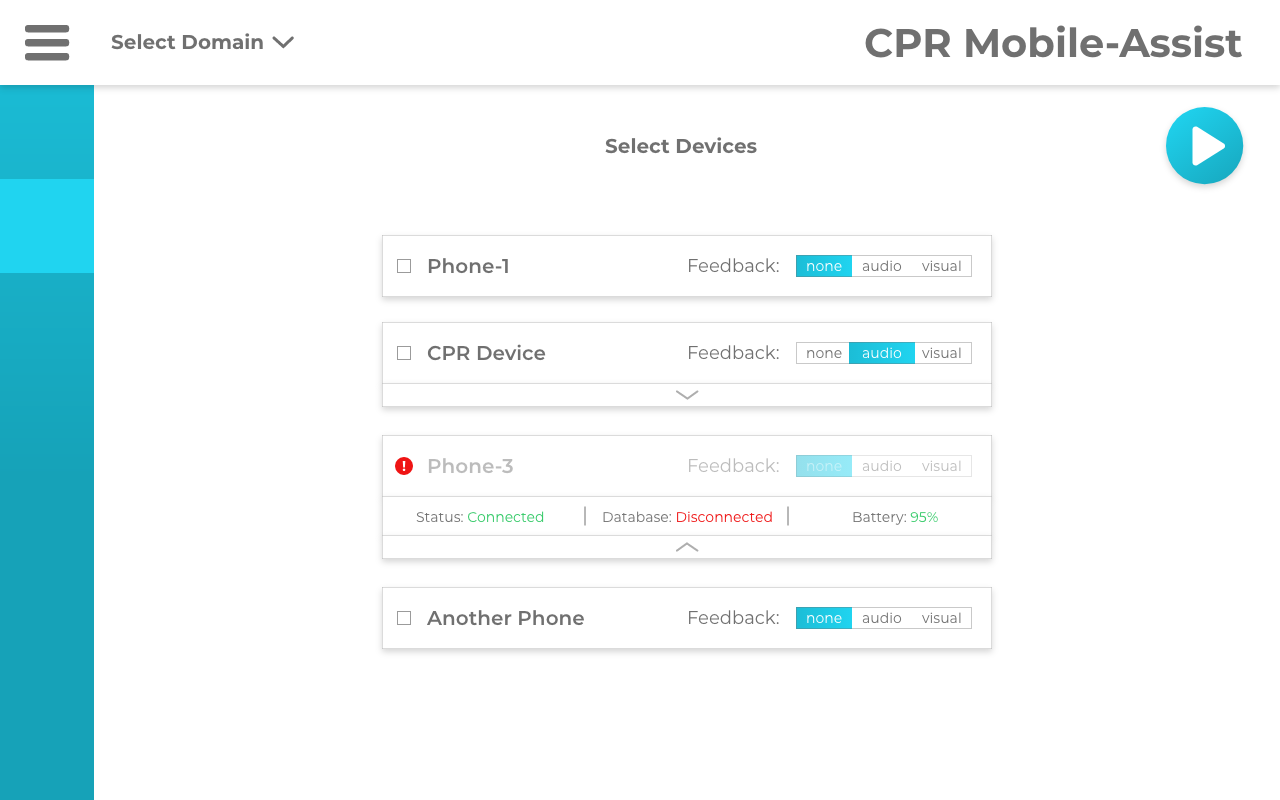 Select Domain
CPR Mobile-Assist
Select Devices
Phone-1 Feedback: none audio visual
CPR Device Feedback: none audio visual
Phone-3 Feedback: none audio visual
Status: Connected Database: Disconnected Battery: 95%
Another Phone Feedback: none audio visual